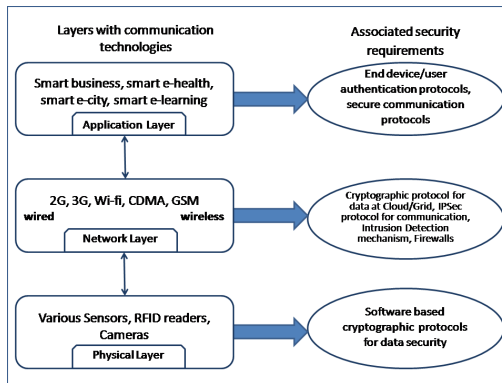 Layers with communication
technologies
Associated security
requirements
Smart business, smart e-health,
smart e-city, smart e-learning
Application Layer
End device/user
authentication protocols,
secure communication
protocols
2G, 3G, Wi-fi, CDMA, GSM
wired wireless
Network Layer
Cryptographic protocol for
data at Cloud/Grid, IPSec
protocol for communication,
Intrusion Detection
mechanism, Firewalls
Various Sensors, RFID readers,
Cameras
Physical Layer
Software based
cryptographic protocols
for data security